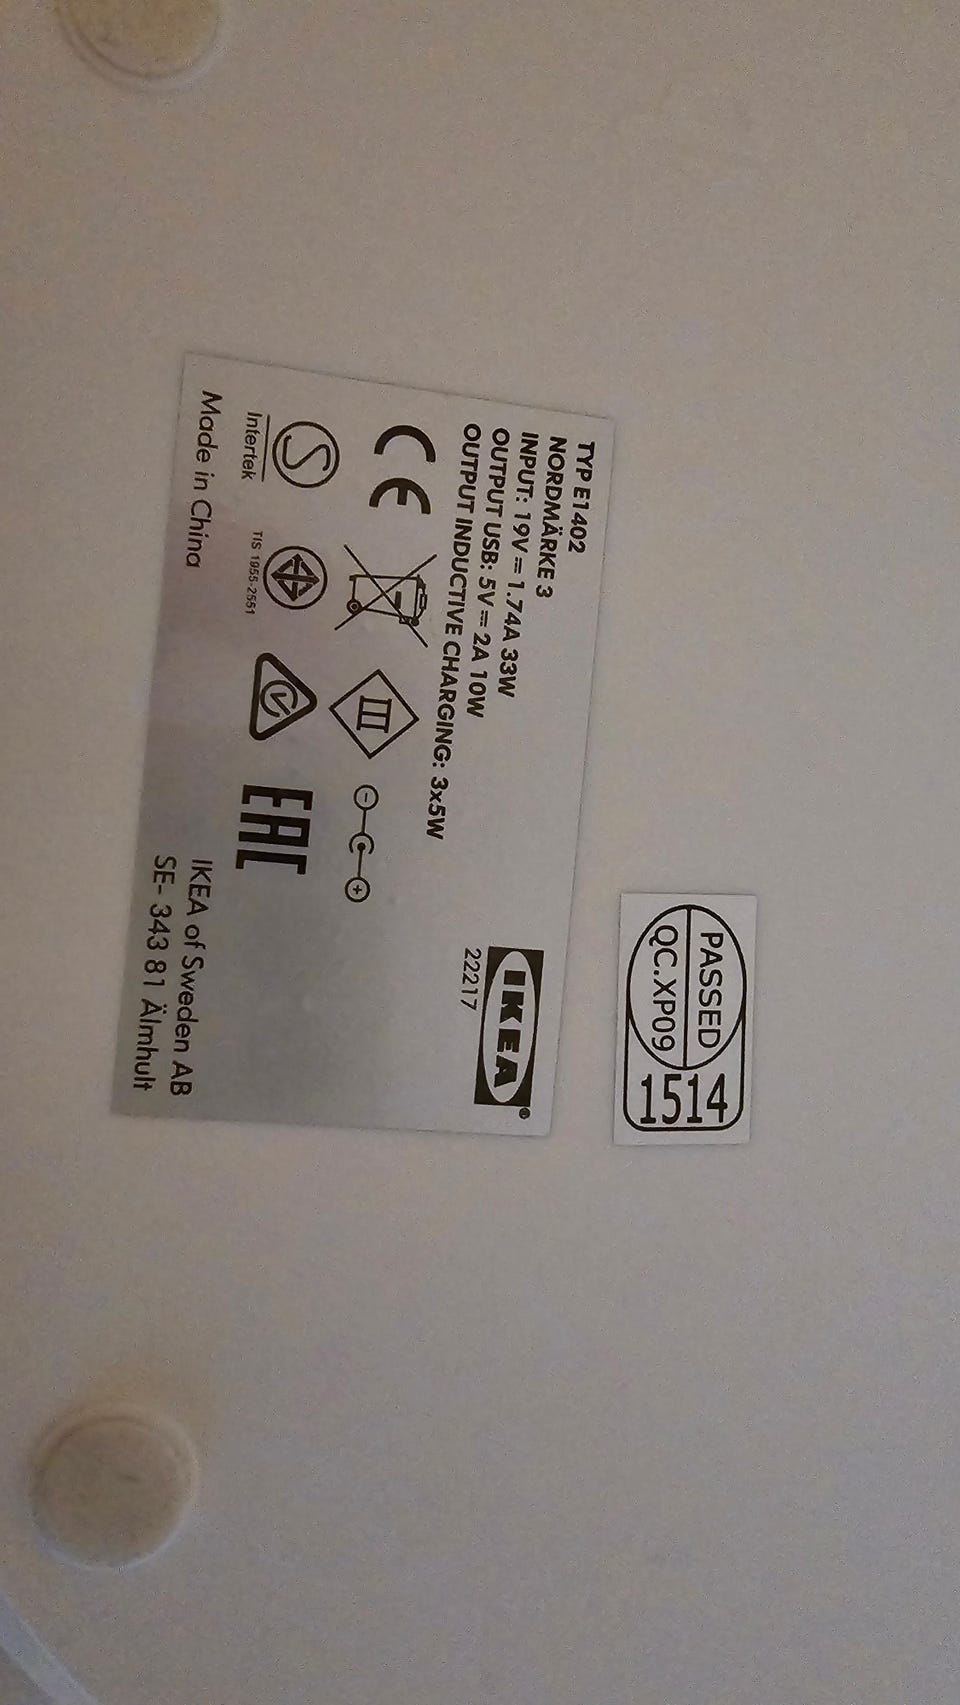 TYP E1402
NORDMÄRKE 3
INPUT: 19V⎓1.74A 33W
OUTPUT USB: 5V⎓2A 10W
OUTPUT INDUCTIVE CHARGING: 3x5W
IKEA®
22217
CE
III
S
Intertek
TIS 1955-2551
EAC
Made in China
IKEA of Sweden AB
SE- 343 81 Älmhult
PASSED
QC.XP09
1514